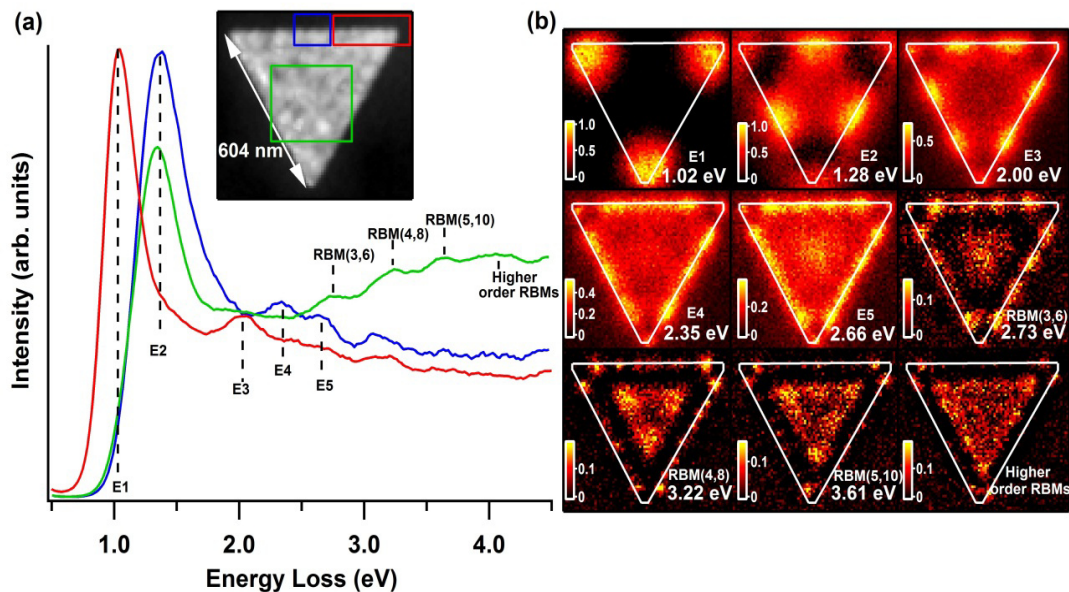 (a)
Intensity (arb. units)
604 nm
RBM(3,6)
RBM(4,8)
RBM(5,10)
Higher
order RBMs
E2
E3
E4
E5
E1
1.0
2.0
3.0
4.0
Energy Loss (eV)
(b)
1.0
0.5
0
E1
1.02 eV
1.0
0.5
0
E2
1.28 eV
0.5
0
E3
2.00 eV
0.4
0.2
0
E4
2.35 eV
0.2
0
E5
2.66 eV
0.1
0
RBM(3,6)
2.73 eV
0.1
0
RBM(4,8)
3.22 eV
0.1
0
RBM(5,10)
3.61 eV
0.1
0
Higher
order RBMs